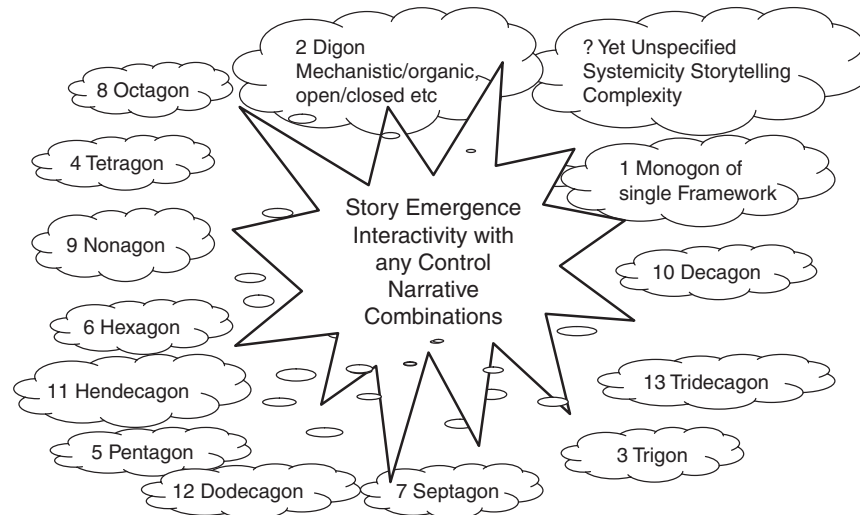 2 Digon
Mechanistic/organic,
open/closed etc
? Yet Unspecified
Systemicity Storytelling
Complexity
8 Octagon
4 Tetragon
1 Monogon of
single Framework
Story Emergence
Interactivity with
any Control
Narrative
Combinations
9 Nonagon
10 Decagon
6 Hexagon
11 Hendecagon
13 Tridecagon
5 Pentagon
3 Trigon
12 Dodecagon
7 Septagon